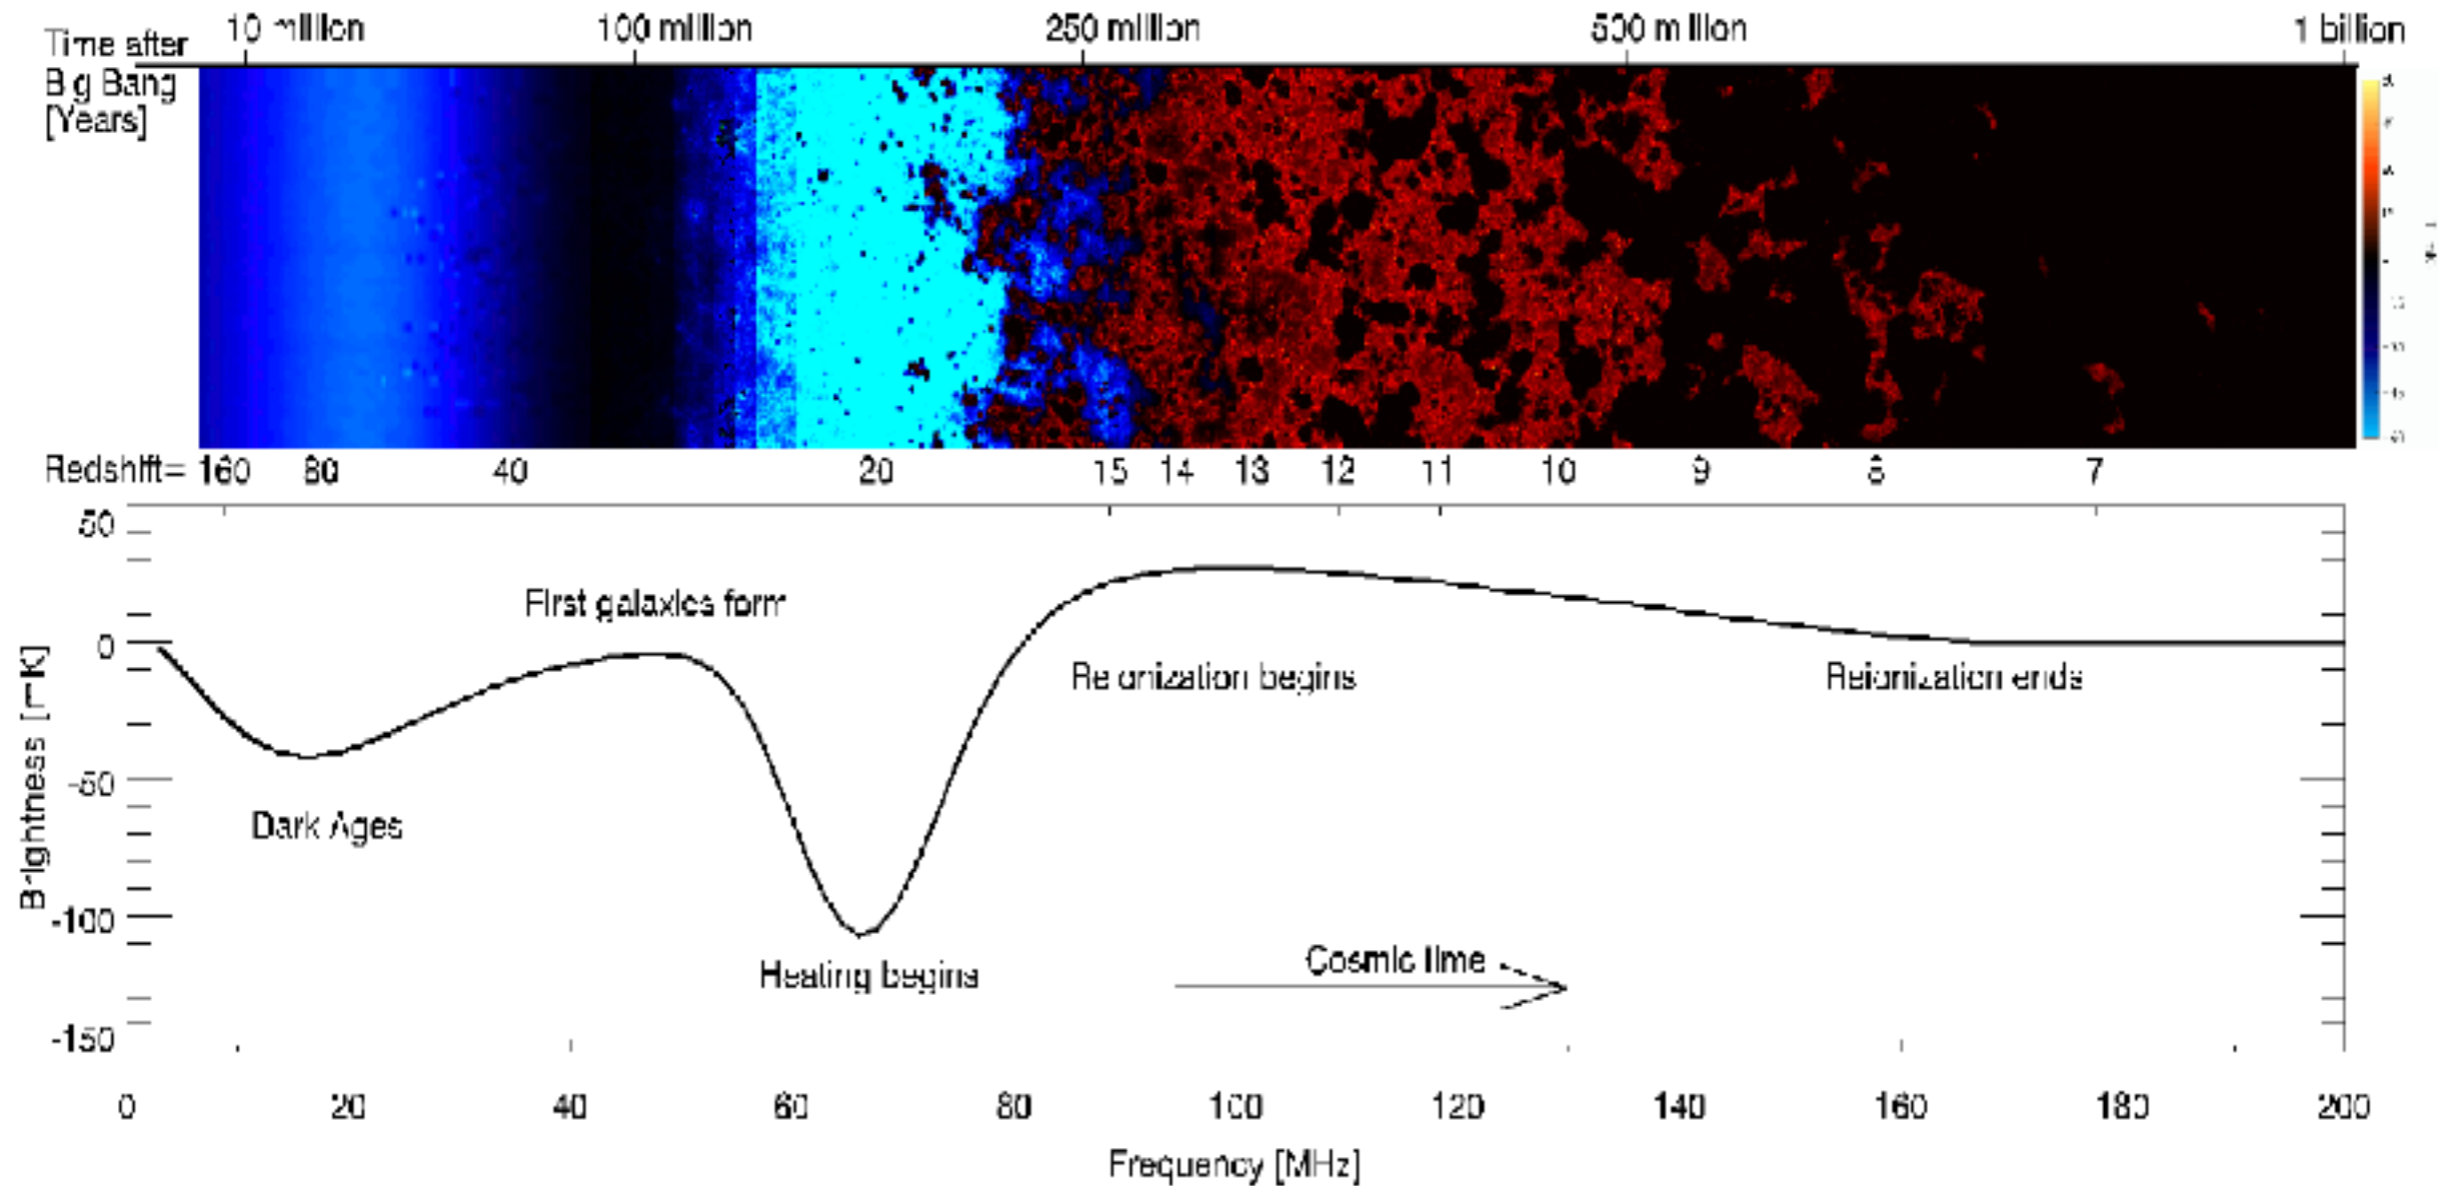 10 million 100 million 250 million 500 million 1 billion
Time after
Big Bang
[Years]
Redshift= 160 80 40 20 15 14 13 12 11 10 9 8 7
50
First galaxies form
0
Reionization begins Reionization ends
-50
Dark Ages
Brightness [mK]
-100
Cosmic time
Heating begins
-150
0 20 40 60 80 100 120 140 160 180 200
Frequency [MHz]